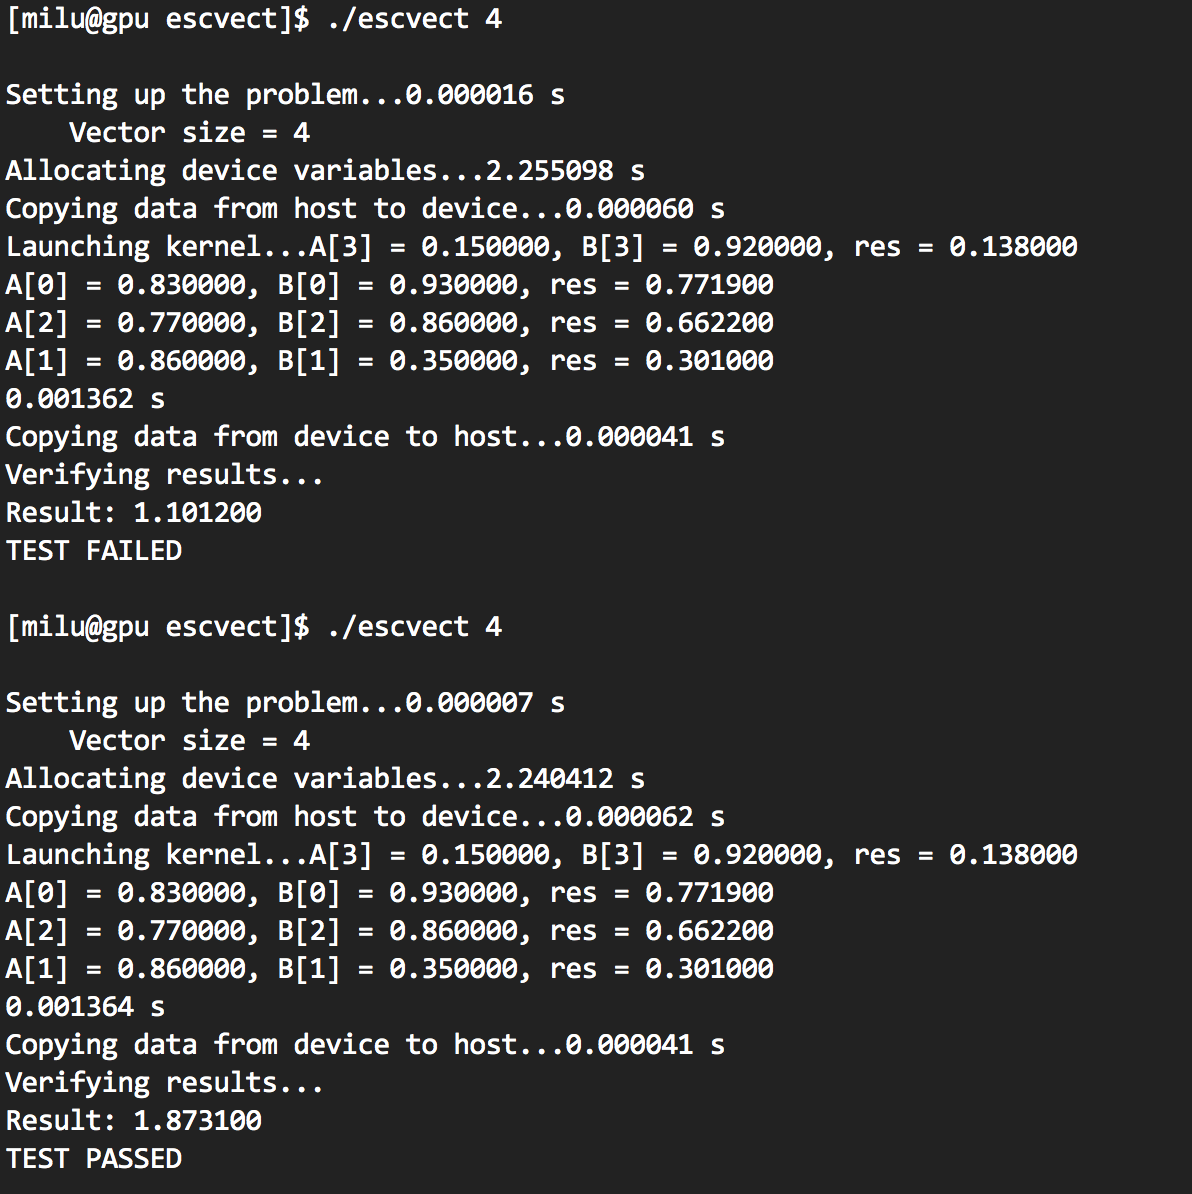 [milu@gpu escvect]$ ./escvect 4
Setting up the problem...0.000016 s
    Vector size = 4
Allocating device variables...2.255098 s
Copying data from host to device...0.000060 s
Launching kernel...A[3] = 0.150000, B[3] = 0.920000, res = 0.138000
A[0] = 0.830000, B[0] = 0.930000, res = 0.771900
A[2] = 0.770000, B[2] = 0.860000, res = 0.662200
A[1] = 0.860000, B[1] = 0.350000, res = 0.301000
0.001362 s
Copying data from device to host...0.000041 s
Verifying results...
Result: 1.101200
TEST FAILED
[milu@gpu escvect]$ ./escvect 4
Setting up the problem...0.000007 s
    Vector size = 4
Allocating device variables...2.240412 s
Copying data from host to device...0.000062 s
Launching kernel...A[3] = 0.150000, B[3] = 0.920000, res = 0.138000
A[0] = 0.830000, B[0] = 0.930000, res = 0.771900
A[2] = 0.770000, B[2] = 0.860000, res = 0.662200
A[1] = 0.860000, B[1] = 0.350000, res = 0.301000
0.001364 s
Copying data from device to host...0.000041 s
Verifying results...
Result: 1.873100
TEST PASSED